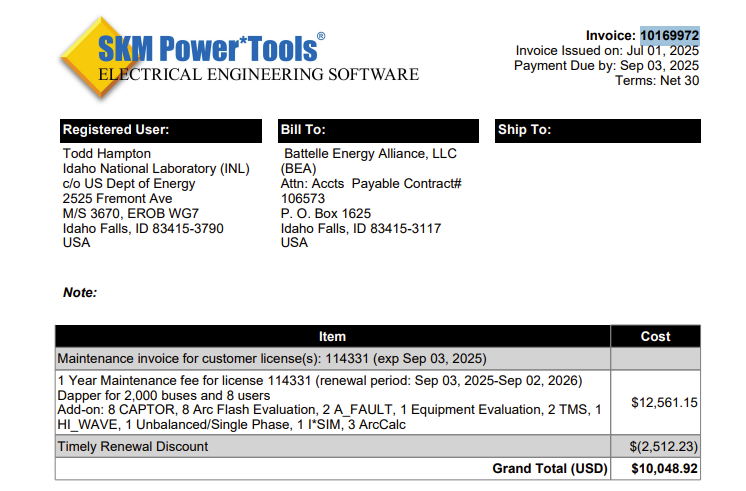 SKM Power*Tools®
ELECTRICAL ENGINEERING SOFTWARE
Invoice: 10169972
Invoice Issued on: Jul 01, 2025
Payment Due by: Sep 03, 2025
Terms: Net 30
Registered User:
Todd Hampton
Idaho National Laboratory (INL)
c/o US Dept of Energy
2525 Fremont Ave
M/S 3670, EROB WG7
Idaho Falls, ID 83415-3790
USA
Bill To:
Battelle Energy Alliance, LLC
(BEA)
Attn: Accts Payable Contract#
106573
P. O. Box 1625
Idaho Falls, ID 83415-3117
USA
Ship To:
Note:
Item Cost
Maintenance invoice for customer license(s): 114331 (exp Sep 03, 2025)
1 Year Maintenance fee for license 114331 (renewal period: Sep 03, 2025-Sep 02, 2026)
Dapper for 2,000 buses and 8 users
Add-on: 8 CAPTOR, 8 Arc Flash Evaluation, 2 A_FAULT, 1 Equipment Evaluation, 2 TMS, 1
HI_WAVE, 1 Unbalanced/Single Phase, 1 I*SIM, 3 ArcCalc
$12,561.15
Timely Renewal Discount $(2,512.23)
Grand Total (USD) $10,048.92